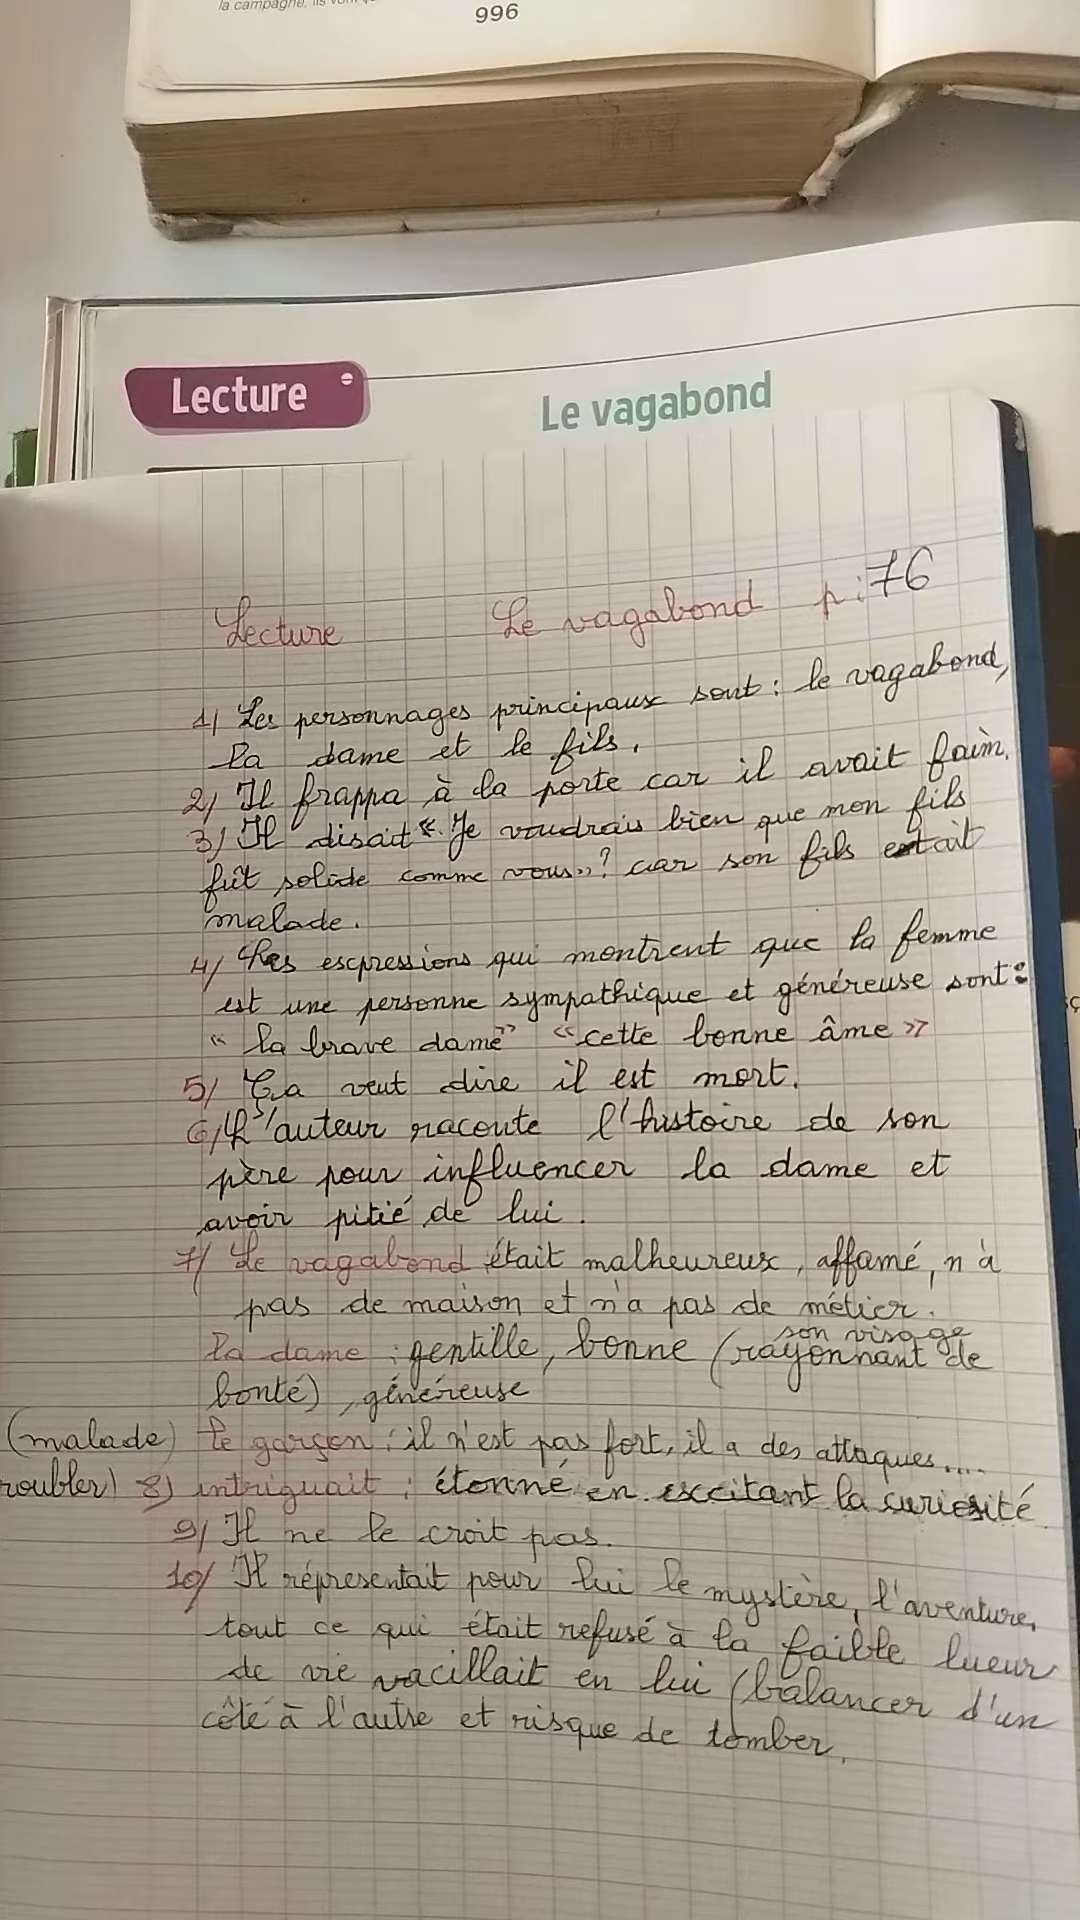 la campagne, ils vont
996
Lecture
Le vagabond
Lecture Le vagabond p: 76
1/ Les personnages principaux sont : le vagabond,
la dame et le fils.
2/ Il frappa à la porte car il avait faim.
3/ Il disait «Je voudrais bien que mon fils
fût solide comme vous»? car son fils était
malade.
4/ Les expressions qui montrent que la femme
est une personne sympathique et généreuse sont :
« la brave dame» «cette bonne âme »
5/ Ça veut dire il est mort.
6/ L'auteur raconte l'histoire de son
père pour influencer la dame et
avoir pitié de lui.
7/ Le vagabond était malheureux, affamé, n'a
pas de maison et n'a pas de métier.
son visage
La dame : gentille, bonne (rayonnant de
bonté), généreuse
(malade) le garçon : il n'est pas fort, il a des attaques....
roubler) 8) intriguait : étonné en excitant la curiosité
9/ Il ne le croit pas.
10/ Il réprésentait pour lui le mystère, l'aventure,
tout ce qui était refusé à la faible lueur
de vie vacillait en lui (balancer d'un
côté à l'autre et risque de tomber.